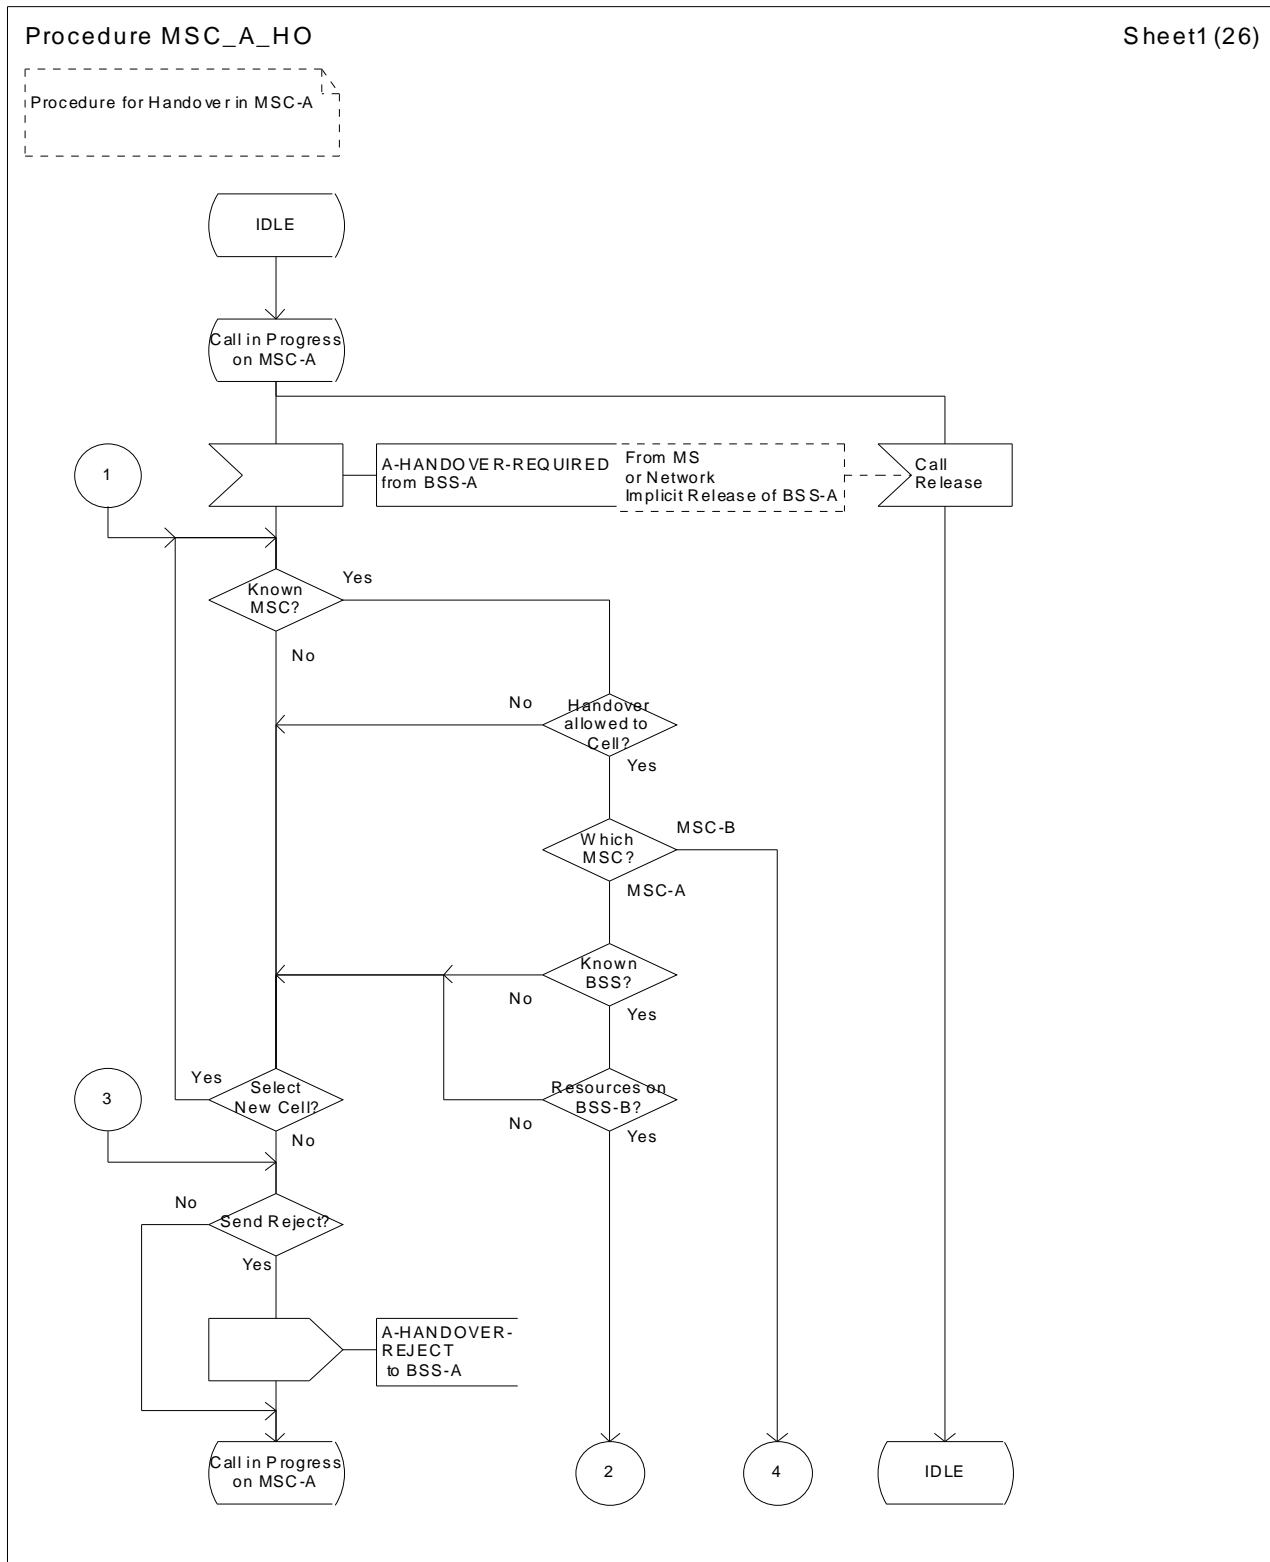 Procedure MSC_A_HO
Sheet1 (26)
Procedure for Handover in MSC-A
IDLE
Call in Progress
on MSC-A
1
A-HANDOVER-REQUIRED
from BSS-A
From MS
or Network
Implicit Release of BSS-A
Call
Release
Known
MSC?
Yes
No
Handover
allowed to
Cell?
No
Yes
Which
MSC?
MSC-B
MSC-A
Known
BSS?
No
Yes
3
Yes
Select
New Cell?
No
Resources on
BSS-B?
No
Yes
No
Send Reject?
Yes
A-HANDOVER-
REJECT
to BSS-A
Call in Progress
on MSC-A
2
4
IDLE